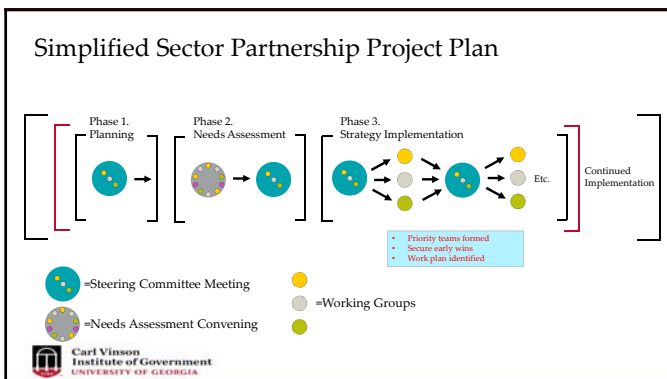 Simplified Sector Partnership Project Plan
Phase 1.
Planning
Phase 2.
Needs Assessment
Phase 3.
Strategy Implementation
Etc.
Continued
Implementation
• Priority teams formed
• Secure early wins
• Work plan identified
=Steering Committee Meeting
=Working Groups
=Needs Assessment Convening
Carl Vinson
Institute of Government
UNIVERSITY OF GEORGIA